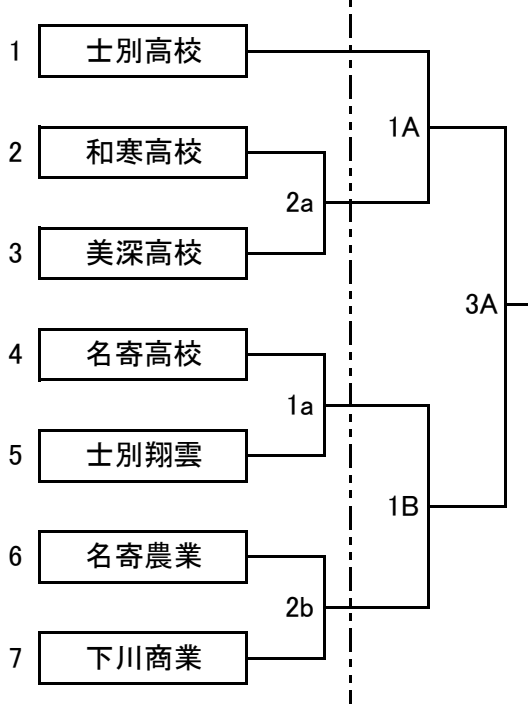 1 士別高校
1A
2 和寒高校
2a
3 美深高校
3A
4 名寄高校
1a
5 士別翔雲
1B
6 名寄農業
2b
7 下川商業